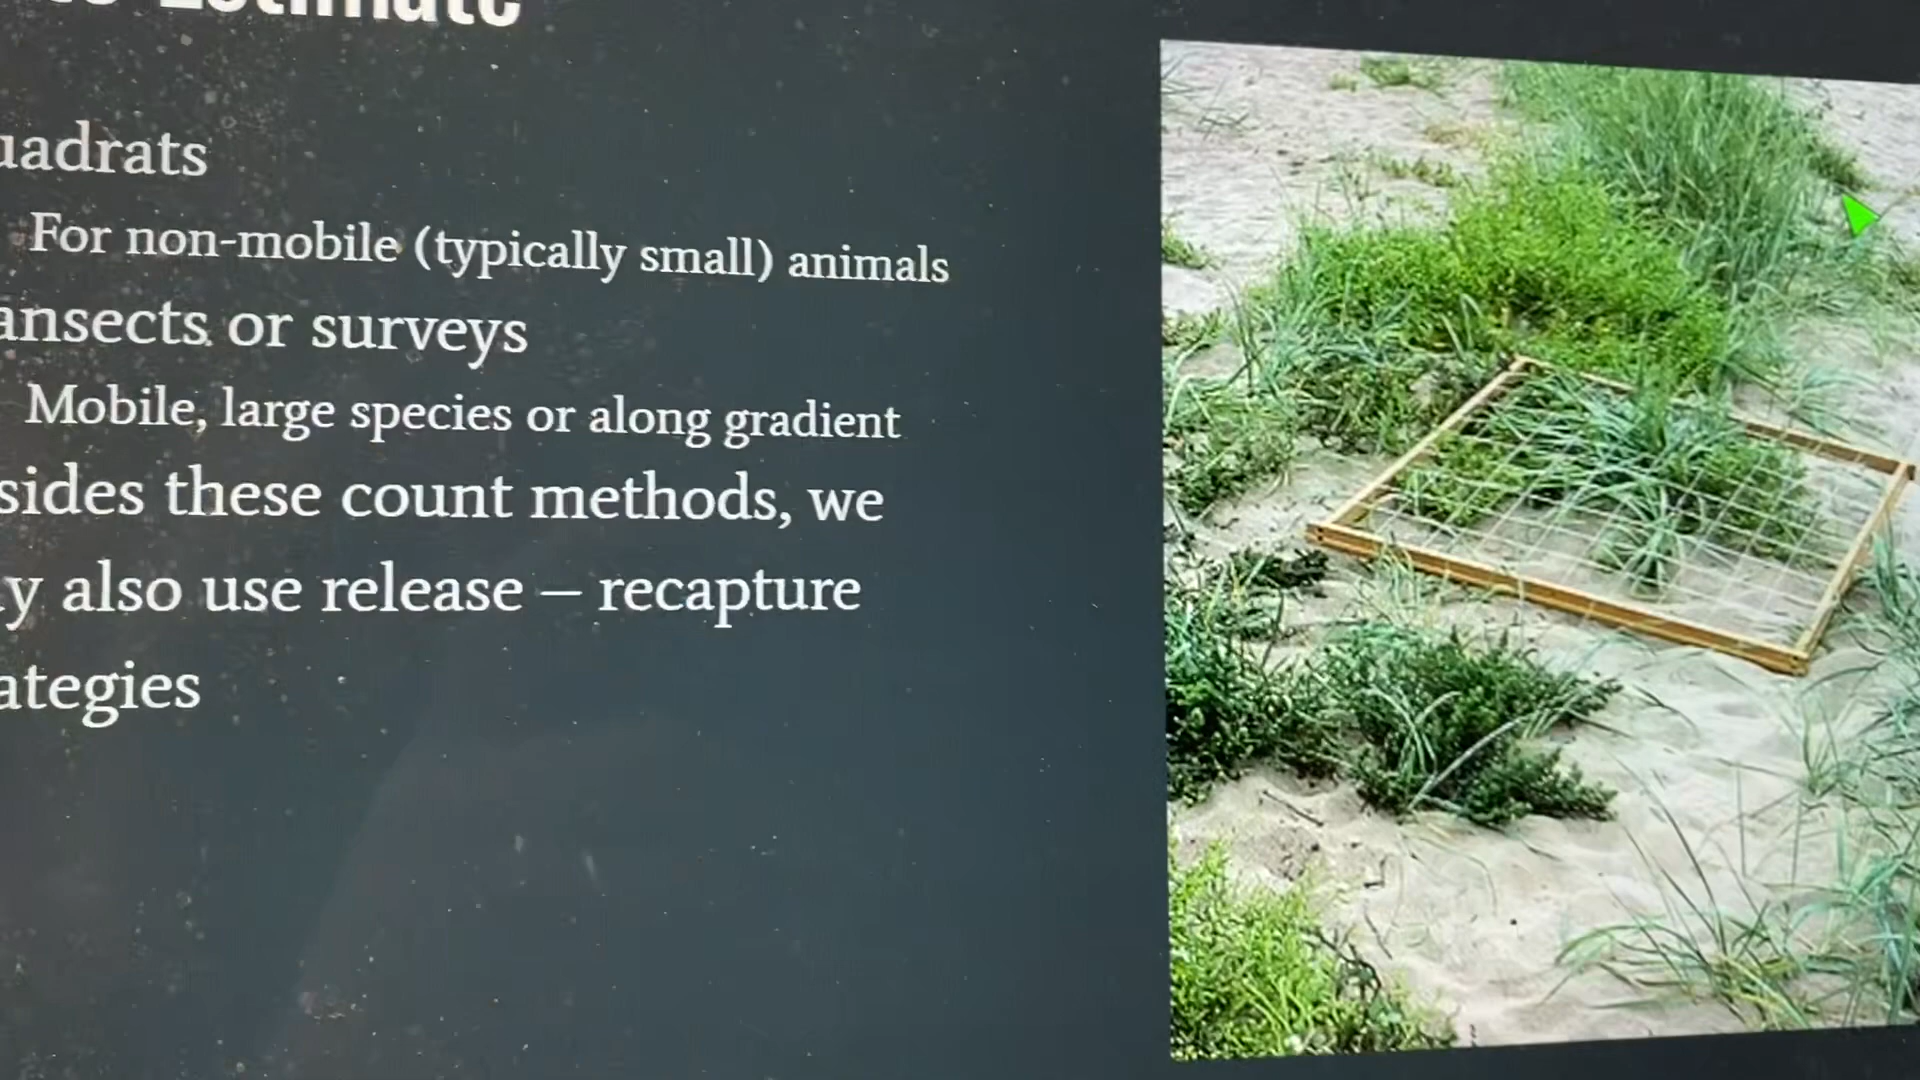 Estimate
uadrats
For non-mobile (typically small) animals
ansects or surveys
Mobile, large species or along gradient
sides these count methods, we
y also use release – recapture
ategies